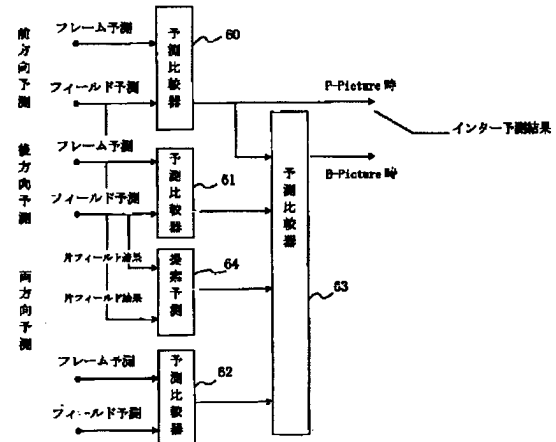 前方向予測
フレーム予測
フィールド予測
予測比較器
60
P-Picture 時
インター予測結果
後方向予測
フレーム予測
フィールド予測
予測比較器
61
B-Picture 時
予測比較器
63
両方向予測
片フィールド結果
片フィールド結果
提案予測
64
フレーム予測
フィールド予測
予測比較器
62